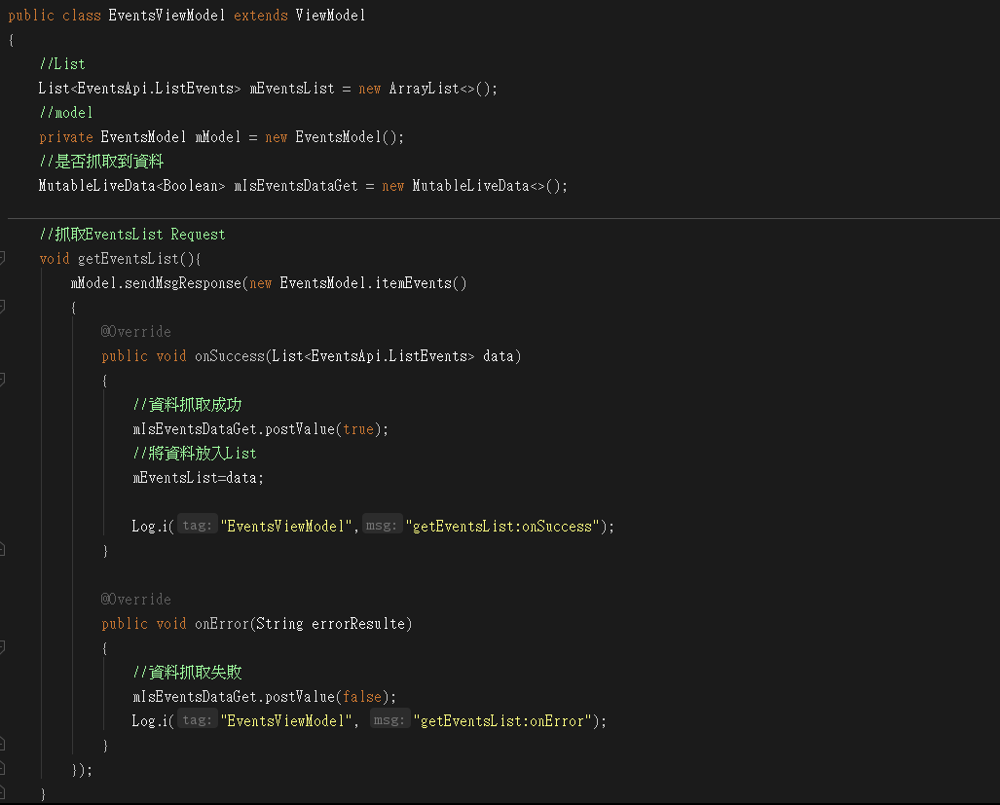 public class EventsViewModel extends ViewModel
{
//List
List<EventsApi.ListEvents> mEventsList = new ArrayList<>();
//model
private EventsModel mModel = new EventsModel();
//是否抓取到資料
MutableLiveData<Boolean> mIsEventsDataGet = new MutableLiveData<>();
//抓取EventsList Request
void getEventsList(){
mModel.sendMsgResponse(new EventsModel.itemEvents()
{
@Override
public void onSuccess(List<EventsApi.ListEvents> data)
{
//資料抓取成功
mIsEventsDataGet.postValue(true);
//將資料放入List
mEventsList=data;
Log.i( tag: "EventsViewModel", msg: "getEventsList:onSuccess");
}
@Override
public void onError(String errorResulte)
{
//資料抓取失敗
mIsEventsDataGet.postValue(false);
Log.i( tag: "EventsViewModel", msg: "getEventsList:onError");
}
});
}